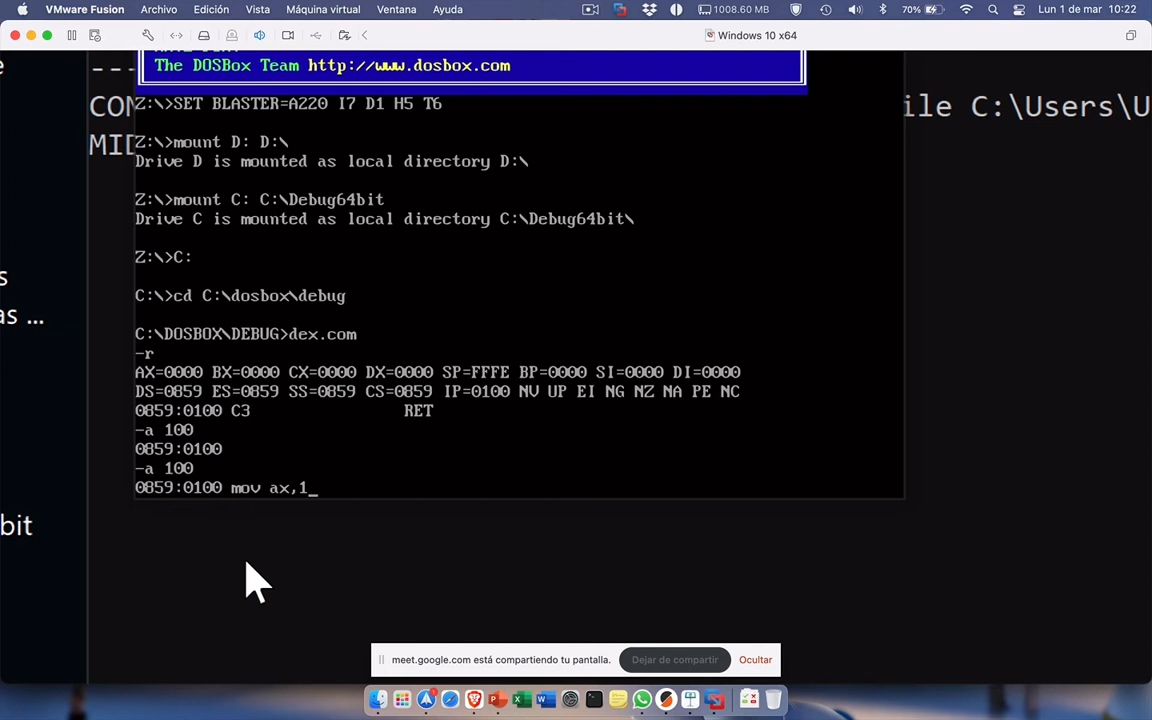 VMware Fusion Archivo Edición Vista Máquina virtual Ventana Ayuda 1008.60 MB 70% Lun 1 de mar 10:22
Windows 10 x64
The DOSBox Team http://www.dosbox.com
Z:\>SET BLASTER=A220 I7 D1 H5 T6
CON
ile C:\Users\U
Z:\>mount D: D:\
MID
Drive D is mounted as local directory D:\
Z:\>mount C: C:\Debug64bit
Drive C is mounted as local directory C:\Debug64bit\
Z:\>C:
s
C:\>cd C:\dosbox\debug
as ...
C:\DOSBOX\DEBUG>dex.com
-r
AX=0000 BX=0000 CX=0000 DX=0000 SP=FFFE BP=0000 SI=0000 DI=0000
DS=0859 ES=0859 SS=0859 CS=0859 IP=0100 NV UP EI NG NZ NA PE NC
0859:0100 C3 RET
-a 100
0859:0100
-a 100
0859:0100 mov ax,1_
bit
meet.google.com está compartiendo tu pantalla. Dejar de compartir Ocultar